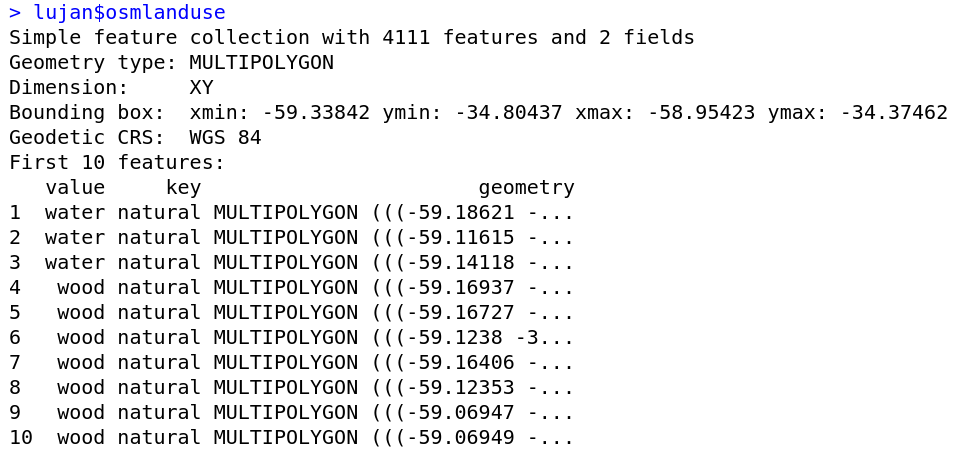 > lujan$osmlanduse
Simple feature collection with 4111 features and 2 fields
Geometry type: MULTIPOLYGON
Dimension:     XY
Bounding box:  xmin: -59.33842 ymin: -34.80437 xmax: -58.95423 ymax: -34.37462
Geodetic CRS:  WGS 84
First 10 features:
   value     key                       geometry
1  water natural MULTIPOLYGON (((-59.18621 -...
2  water natural MULTIPOLYGON (((-59.11615 -...
3  water natural MULTIPOLYGON (((-59.14118 -...
4   wood natural MULTIPOLYGON (((-59.16937 -...
5   wood natural MULTIPOLYGON (((-59.16727 -...
6   wood natural MULTIPOLYGON (((-59.1238 -3...
7   wood natural MULTIPOLYGON (((-59.16406 -...
8   wood natural MULTIPOLYGON (((-59.12353 -...
9   wood natural MULTIPOLYGON (((-59.06947 -...
10  wood natural MULTIPOLYGON (((-59.06949 -...